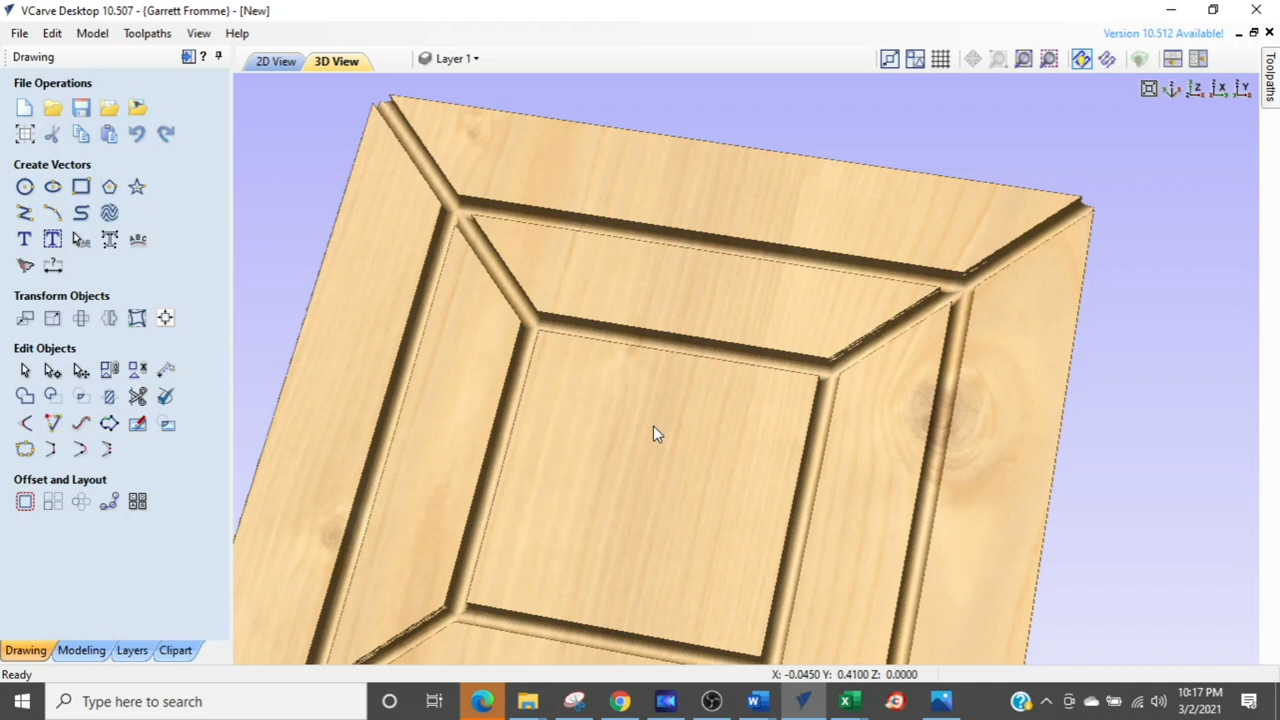 VCarve Desktop 10.507 - {Garrett Fromme} - [New]
File Edit Model Toolpaths View Help
Version 10.512 Available!
Drawing
2D View 3D View
Layer 1
Toolpaths
File Operations
Create Vectors
Transform Objects
Edit Objects
Offset and Layout
Drawing Modeling Layers Clipart
Ready
X: -0.0450 Y: 0.4100 Z: 0.0000
Type here to search
10:17 PM
3/2/2021